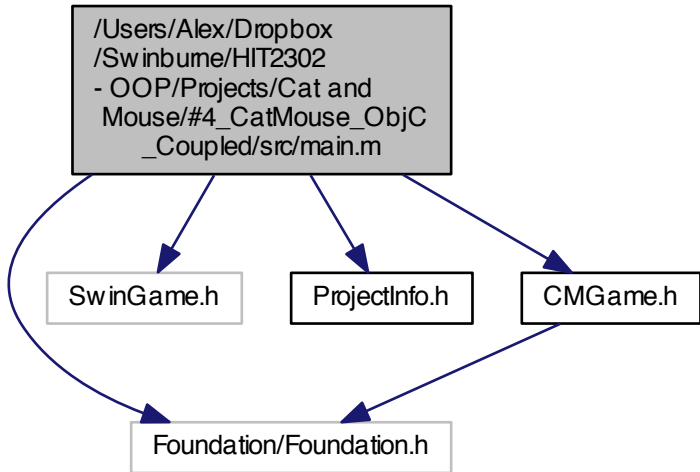 /Users/Alex/Dropbox
/Swinburne/HIT2302
- OOP/Projects/Cat and
Mouse/#4_CatMouse_ObjC
_Coupled/src/main.m
SwinGame.h
ProjectInfo.h
CMGame.h
Foundation/Foundation.h